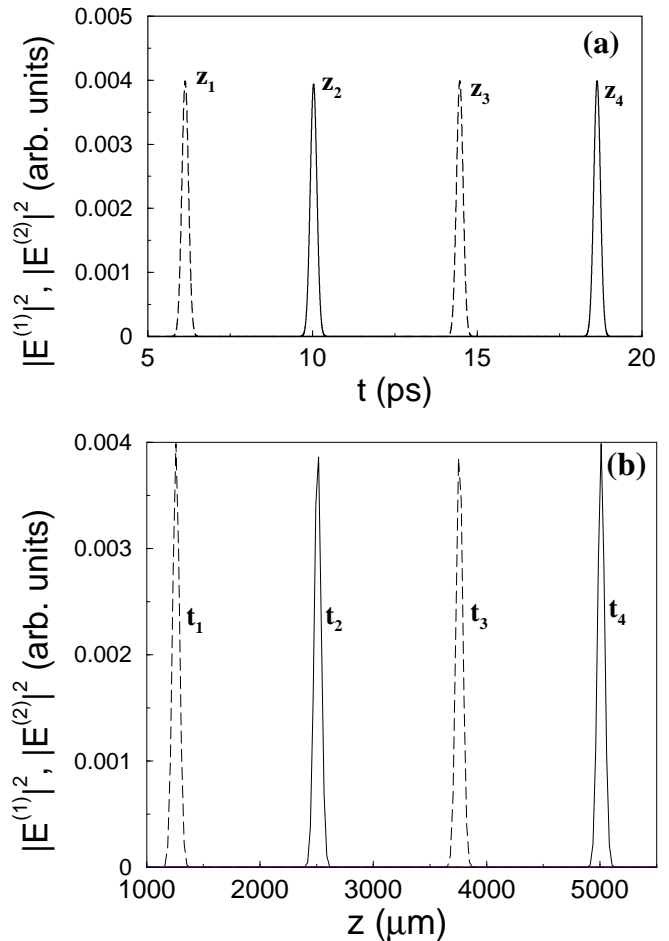 0.005
(a)
z₁
z₂
z₃
z₄
0.004
0.003
0.002
0.001
0
|E⁽¹⁾|², |E⁽²⁾|² (arb. units)
5
10
15
20
t (ps)
0.004
(b)
0.003
t₁
t₂
t₃
t₄
0.002
0.001
0
|E⁽¹⁾|², |E⁽²⁾|² (arb. units)
1000
2000
3000
4000
5000
z (μm)